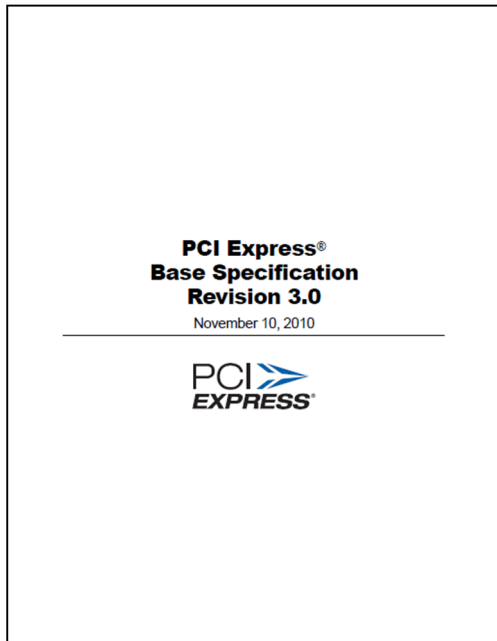 PCI Express®
Base Specification
Revision 3.0
November 10, 2010
PCI
EXPRESS®